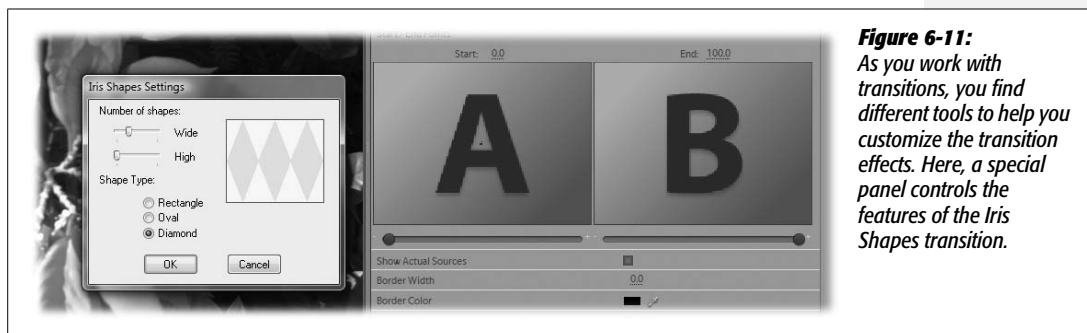 Start / End Points
Start: 0.0
End: 100.0
A
B
Iris Shapes Settings
Number of shapes:
Wide
High
Shape Type:
Rectangle
Oval
Diamond
OK
Cancel
Show Actual Sources
Border Width
0.0
Border Color
Figure 6-11:
As you work with
transitions, you find
different tools to help you
customize the transition
effects. Here, a special
panel controls the
features of the Iris
Shapes transition.